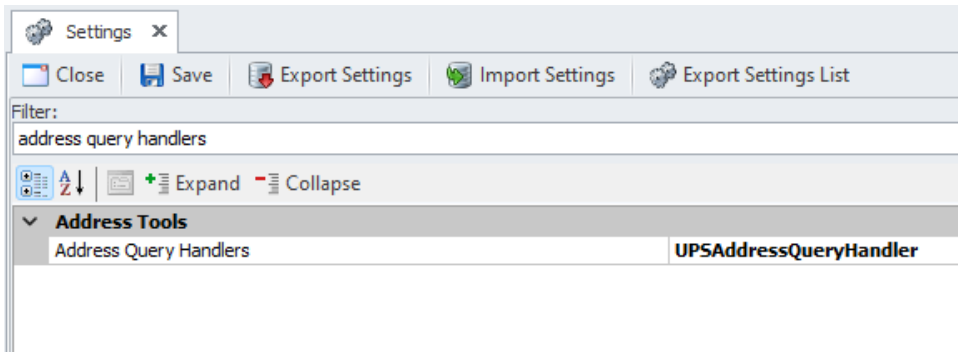 Settings
Close Save Export Settings Import Settings Export Settings List
Filter:
address query handlers
A Z Expand Collapse
Address Tools
Address Query Handlers UPSAddressQueryHandler